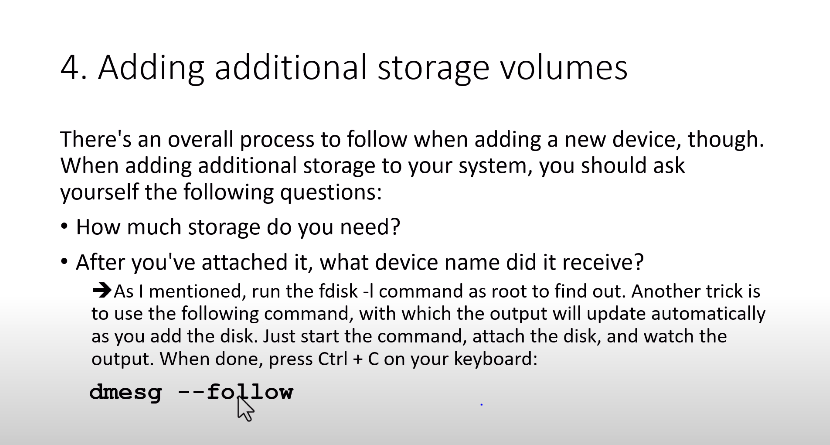 4. Adding additional storage volumes
There's an overall process to follow when adding a new device, though.
When adding additional storage to your system, you should ask
yourself the following questions:
• How much storage do you need?
• After you've attached it, what device name did it receive?
➔As I mentioned, run the fdisk -l command as root to find out. Another trick is
to use the following command, with which the output will update automatically
as you add the disk. Just start the command, attach the disk, and watch the
output. When done, press Ctrl + C on your keyboard:
dmesg --follow